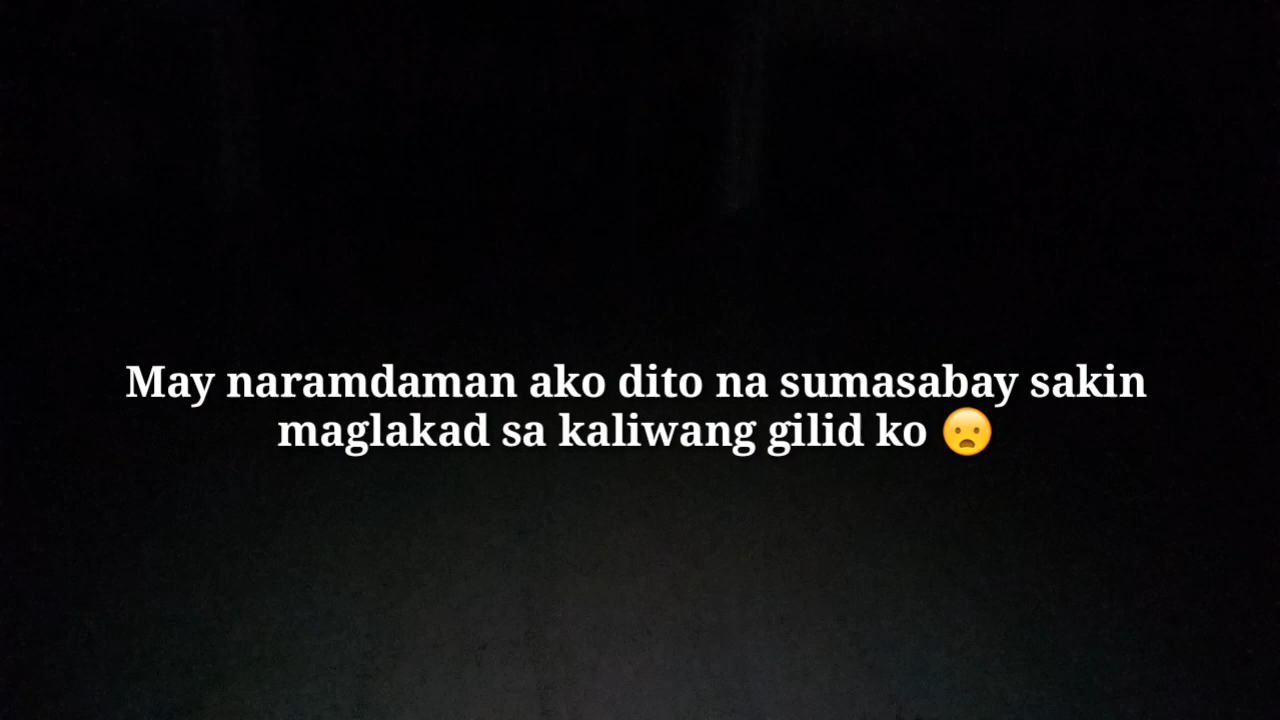 May naramdaman ako dito na sumasabay sakin
maglakad sa kaliwang gilid ko 😦